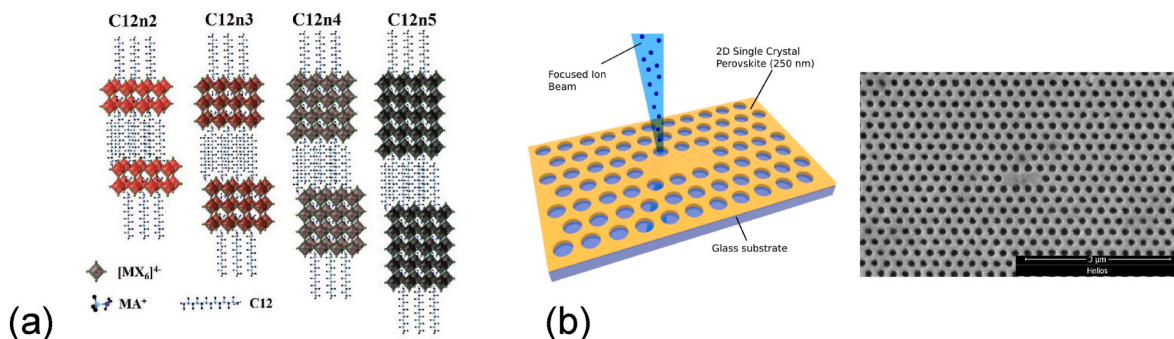 C12n2
C12n3
C12n4
C12n5
[MX₆]⁴⁻
MA⁺
C12
(a)
Focused Ion
Beam
2D Single Crystal
Perovskite (250 nm)
Glass substrate
(b)
3 µm
Helios